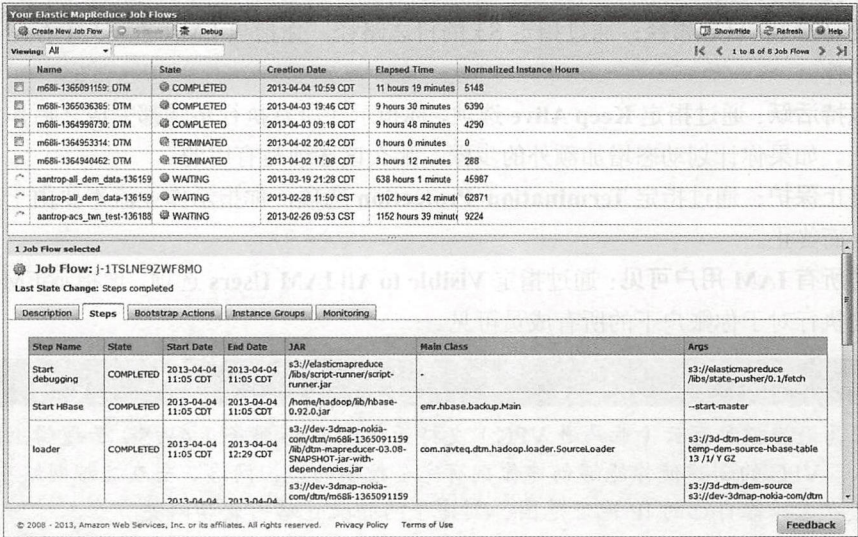 Your Elastic MapReduce Job Flows
Create New Job Flow Debug Show/Hide Refresh Help
Viewing: All 1 to 8 of 8 Job Flows
Name State Creation Date Elapsed Time Normalized Instance Hours
m68li-1365091159: DTM COMPLETED 2013-04-04 10:59 CDT 11 hours 19 minutes 5148
m68li-1365036385: DTM COMPLETED 2013-04-03 19:46 CDT 9 hours 30 minutes 6390
m68li-1364998730: DTM COMPLETED 2013-04-03 09:18 CDT 9 hours 48 minutes 4290
m68li-1364953314: DTM TERMINATED 2013-04-02 20:42 CDT 0 hours 0 minutes 0
m68li-1364940462: DTM TERMINATED 2013-04-02 17:08 CDT 3 hours 12 minutes 288
aantrop-all_dem_data-136159 WAITING 2013-03-19 21:28 CDT 638 hours 1 minute 45987
aantrop-all_dem_data-136159 WAITING 2013-02-28 11:50 CST 1102 hours 42 minute 62871
aantrop-acs_twn_test-136188 WAITING 2013-02-26 09:53 CST 1152 hours 39 minute 9224
1 Job Flow selected
Job Flow: j-1TSLNE9ZWF8MO
Last State Change: Steps completed
Description Steps Bootstrap Actions Instance Groups Monitoring
Step Name State Start Date End Date JAR Main Class Args
Start debugging COMPLETED 2013-04-04 11:05 CDT 2013-04-04 11:05 CDT s3://elasticmapreduce/libs/script-runner/script-runner.jar - s3://elasticmapreduce/libs/state-pusher/0.1/fetch
Start HBase COMPLETED 2013-04-04 11:05 CDT 2013-04-04 11:05 CDT /home/hadoop/lib/hbase-0.92.0.jar emr.hbase.backup.Main --start-master
loader COMPLETED 2013-04-04 11:05 CDT 2013-04-04 12:29 CDT s3://dev-3dmap-nokia-com/dtm/m68li-1365091159/lib/dtm-mapreducer-03.08-SNAPSHOT-jar-with-dependencies.jar com.navteq.dtm.hadoop.loader.SourceLoader s3://3d-dtm-dem-source temp-dem-source-hbase-table 13 /1/ Y GZ
2013-04-04 2013-04-04 s3://dev-3dmap-nokia-com/dtm/m68li-1365091159 s3://3d-dtm-dem-source s3://dev-3dmap-nokia-com/dtm
© 2008 - 2013, Amazon Web Services, Inc. or its affiliates. All rights reserved. Privacy Policy Terms of Use Feedback